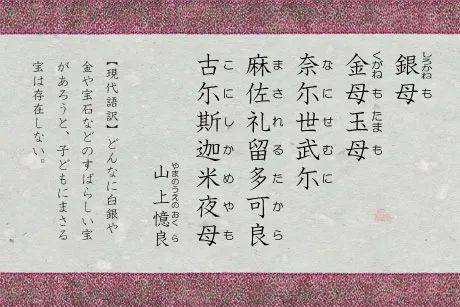 銀母
しろかね も
金母玉母
くがね も たま も
奈尓世武尓
な に せ む に
麻佐礼留多可良
ま さ れ る た か ら
古尓斯迦米夜母
こ に し か め や も
山上憶良
やまのうえの おく ら
【現代語訳】どんなに白銀や
金や宝石などのすばらしい宝
があろうと、子どもにまさる
宝は存在しない。